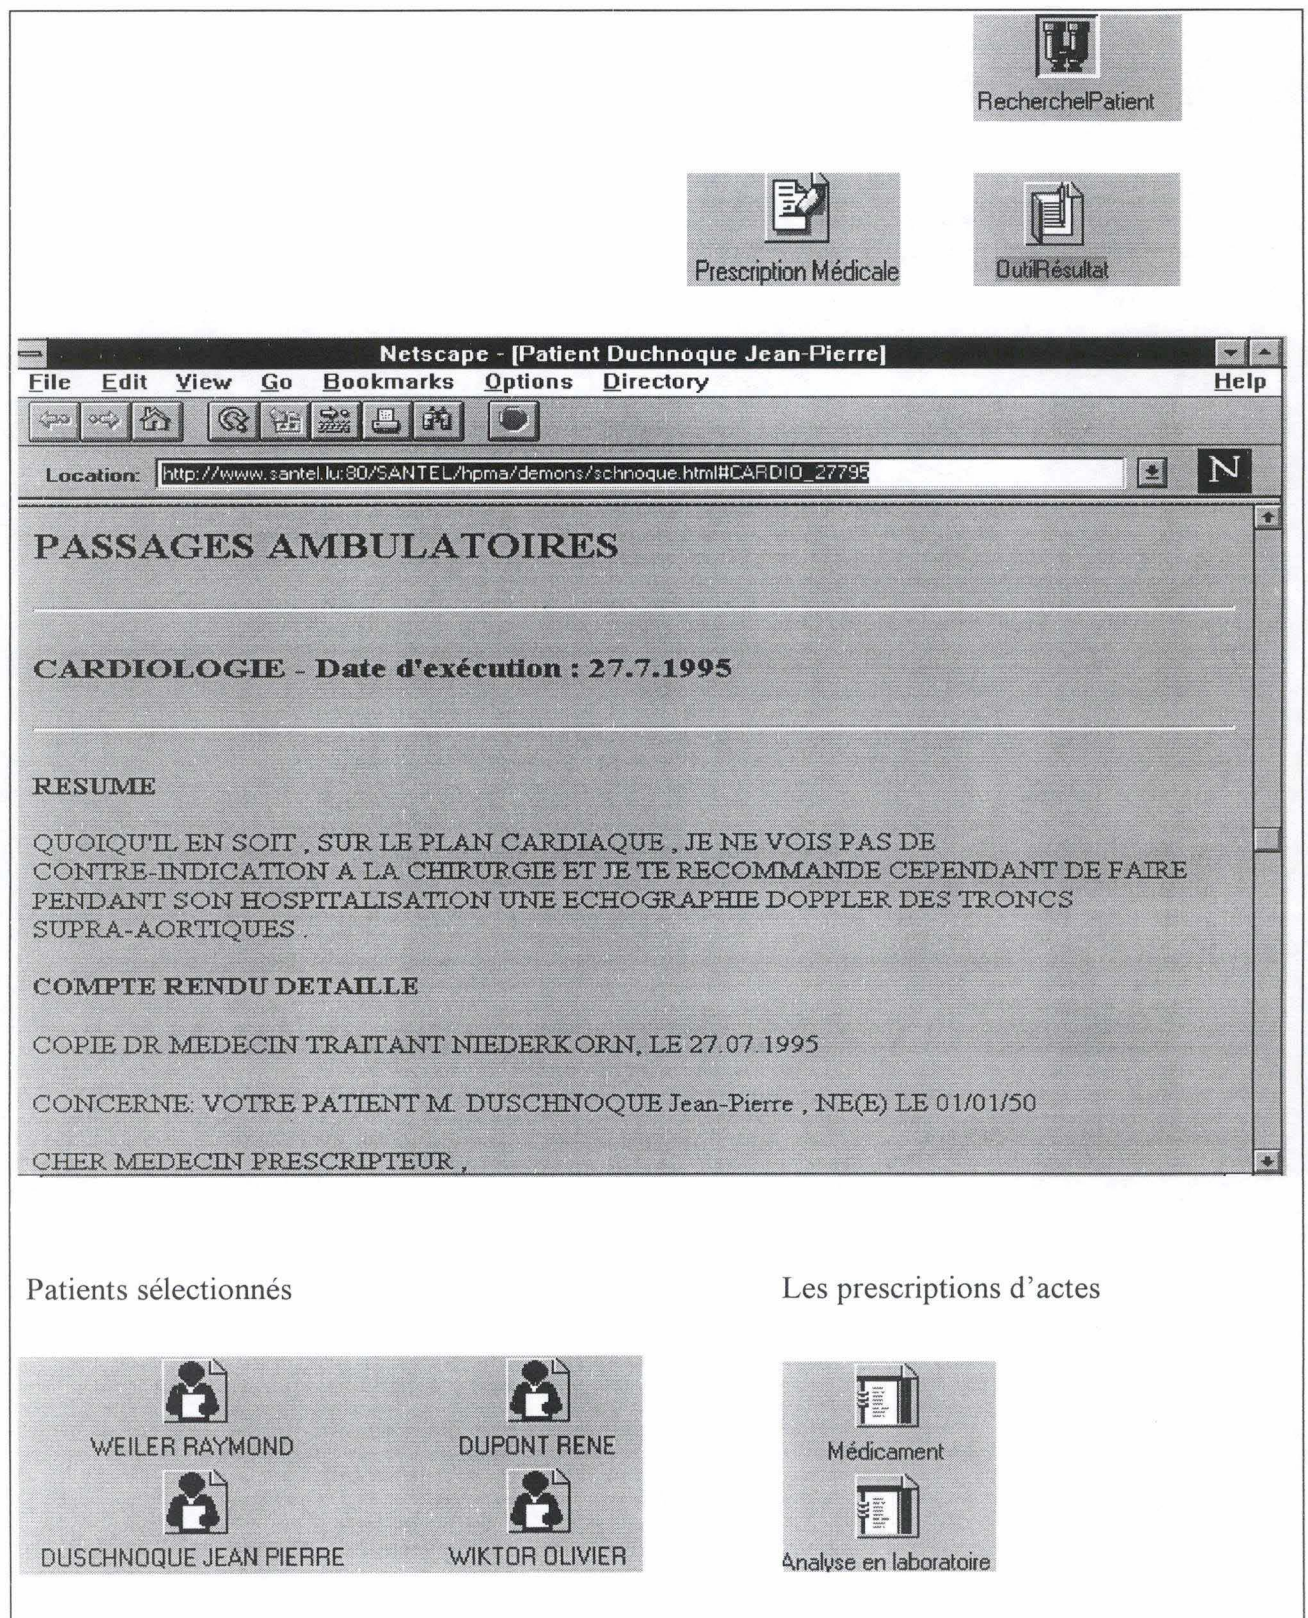 RecherchelPatient
Prescription Médicale
OutilRésultat
Netscape - [Patient Duchnoque Jean-Pierre]
File Edit View Go Bookmarks Options Directory Help
Location: http://www.santel.lu:80/SANTEL/hpma/demons/schnoque.html#CARDIO_27795
N
PASSAGES AMBULATOIRES
CARDIOLOGIE - Date d'exécution : 27.7.1995
RESUME
QUOIQU'IL EN SOIT , SUR LE PLAN CARDIAQUE , JE NE VOIS PAS DE
CONTRE-INDICATION A LA CHIRURGIE ET JE TE RECOMMANDE CEPENDANT DE FAIRE
PENDANT SON HOSPITALISATION UNE ECHOGRAPHIE DOPPLER DES TRONCS
SUPRA-AORTIQUES .
COMPTE RENDU DETAILLE
COPIE DR MEDECIN TRAITANT NIEDERKORN, LE 27.07.1995
CONCERNE: VOTRE PATIENT M. DUSCHNOQUE Jean-Pierre , NE(E) LE 01/01/50
CHER MEDECIN PRESCRIPTEUR ,
Patients sélectionnés
Les prescriptions d'actes
WEILER RAYMOND
DUPONT RENE
DUSCHNOQUE JEAN PIERRE
WIKTOR OLIVIER
Médicament
Analyse en laboratoire